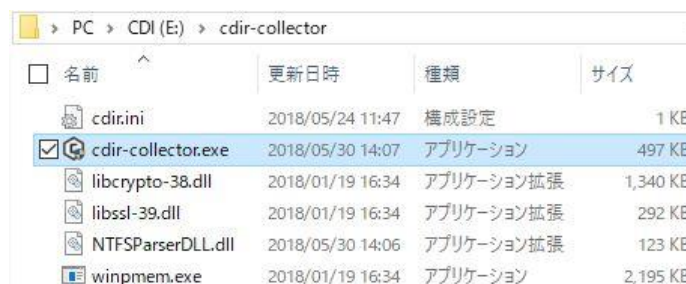 PC > CDI (E:) > cdir-collector
名前 更新日時 種類 サイズ
cdir.ini 2018/05/24 11:47 構成設定 1 KB
cdir-collector.exe 2018/05/30 14:07 アプリケーション 497 KB
libcrypto-38.dll 2018/01/19 16:34 アプリケーション拡張 1,340 KB
libssl-39.dll 2018/01/19 16:34 アプリケーション拡張 292 KB
NTFSParserDLL.dll 2018/05/30 14:06 アプリケーション拡張 123 KB
winpmem.exe 2018/01/19 16:34 アプリケーション 2,195 KB